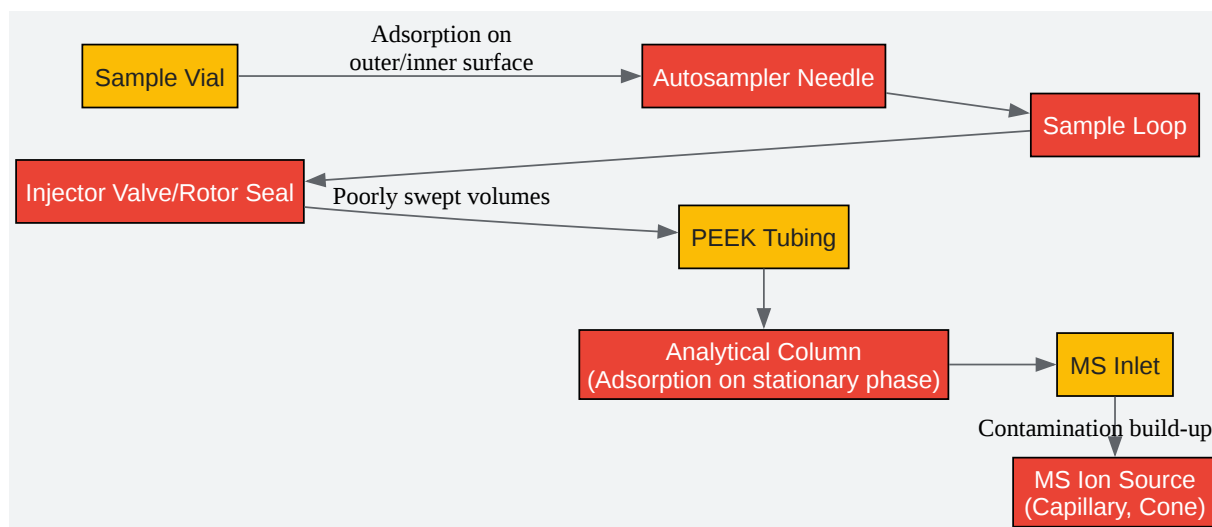 Sample Vial
Adsorption on
outer/inner surface
Autosampler Needle
Sample Loop
Injector Valve/Rotor Seal
Poorly swept volumes
PEEK Tubing
Analytical Column
(Adsorption on stationary phase)
MS Inlet
Contamination build-up
MS Ion Source
(Capillary, Cone)